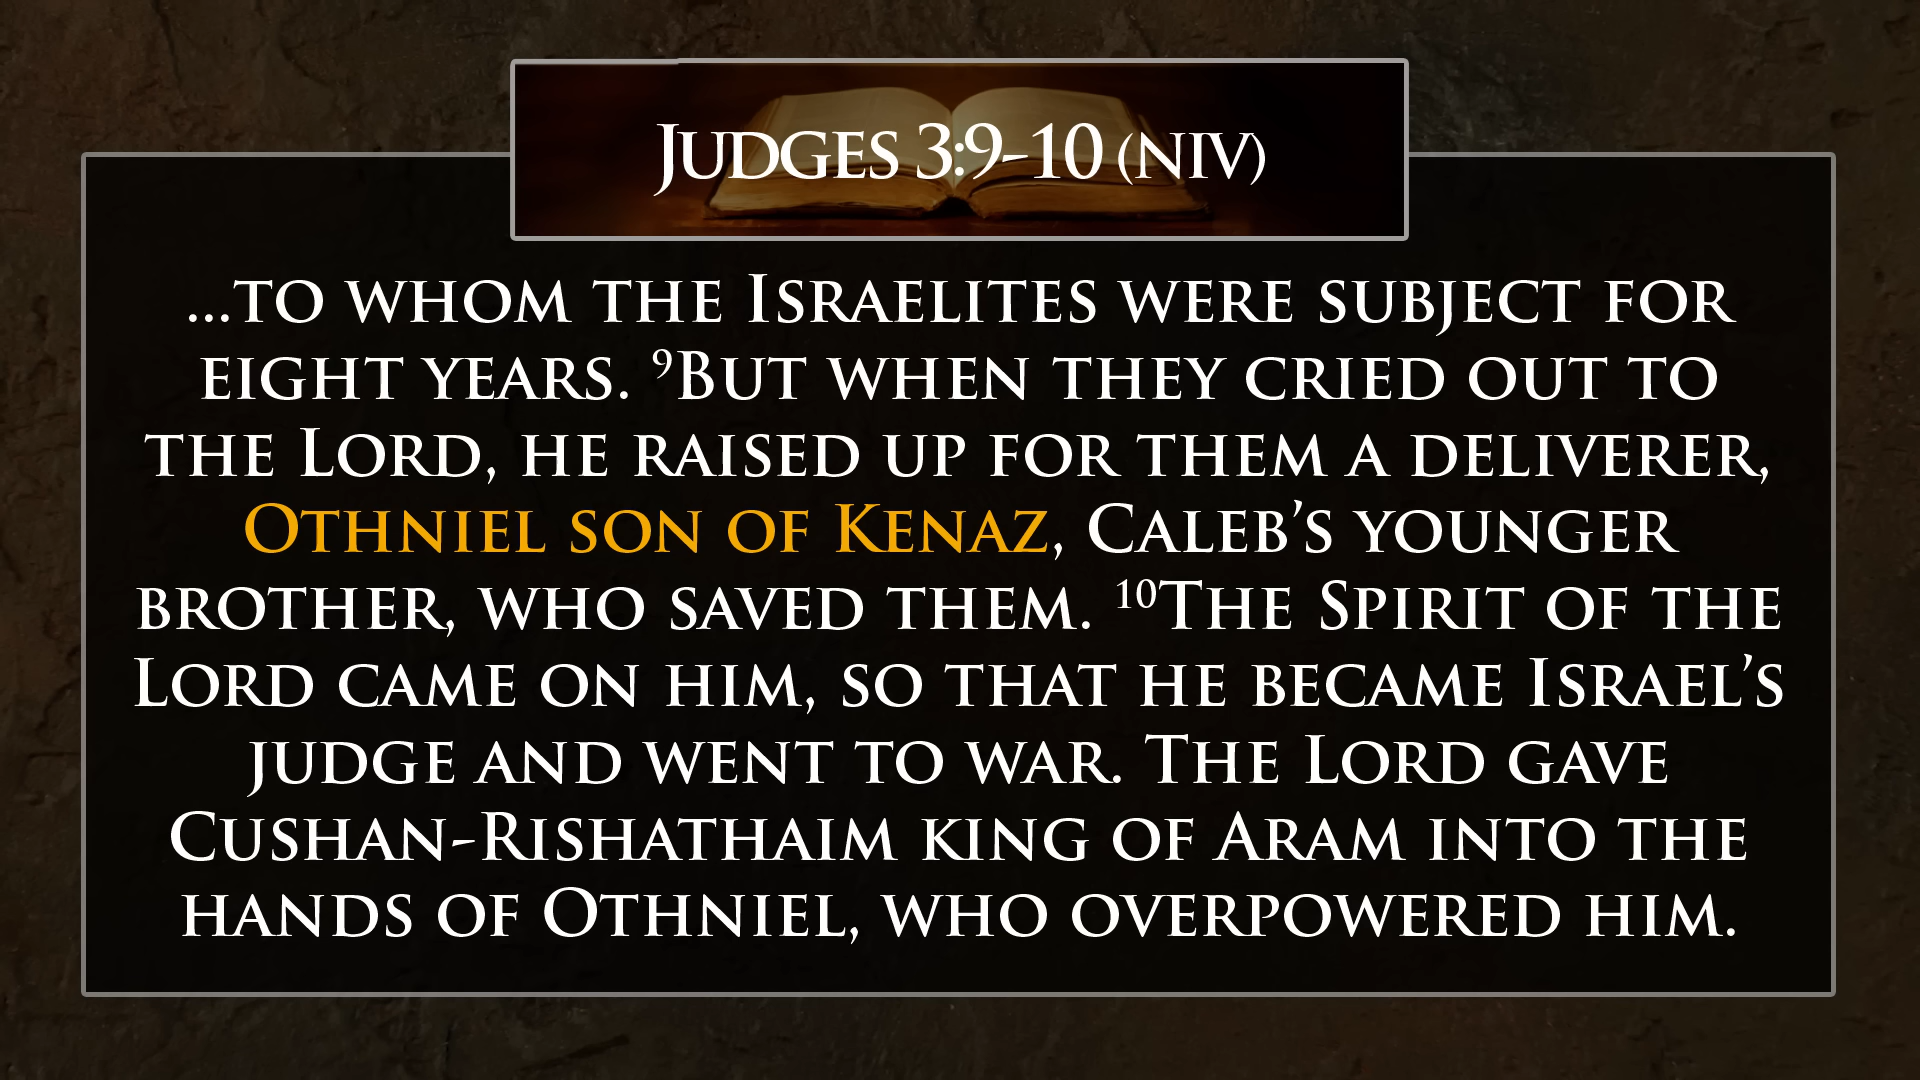 Judges 3:9-10 (NIV)
...to whom the Israelites were subject for
eight years. ⁹But when they cried out to
the Lord, he raised up for them a deliverer,
Othniel son of Kenaz, Caleb’s younger
brother, who saved them. ¹⁰The Spirit of the
Lord came on him, so that he became Israel’s
judge and went to war. The Lord gave
Cushan-Rishathaim king of Aram into the
hands of Othniel, who overpowered him.